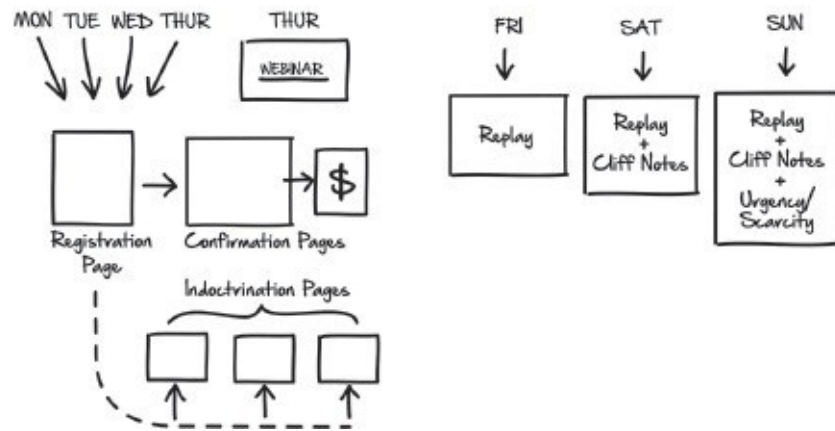 MON TUE WED THUR
THUR
WEBINAR
FRI
SAT
SUN
Replay
Replay
+
Cliff Notes
Replay
+
Cliff Notes
+
Urgency/
Scarcity
$
Registration
Page
Confirmation Pages
Indoctrination Pages